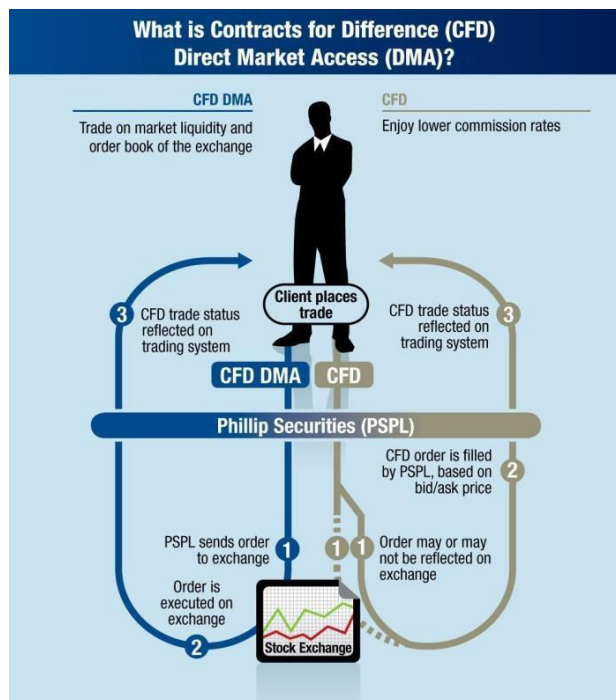 What is Contracts for Difference (CFD)
Direct Market Access (DMA)?
CFD DMA
Trade on market liquidity and
order book of the exchange
CFD
Enjoy lower commission rates
Client places
trade
3
CFD trade status
reflected on
trading system
CFD trade status
reflected on
trading system
3
CFD DMA
CFD
Phillip Securities (PSPL)
CFD order is filled
by PSPL, based on
bid/ask price
2
PSPL sends order
to exchange
1
1
1
Order may or may
not be reflected on
exchange
Order is
executed on
exchange
2
Stock Exchange